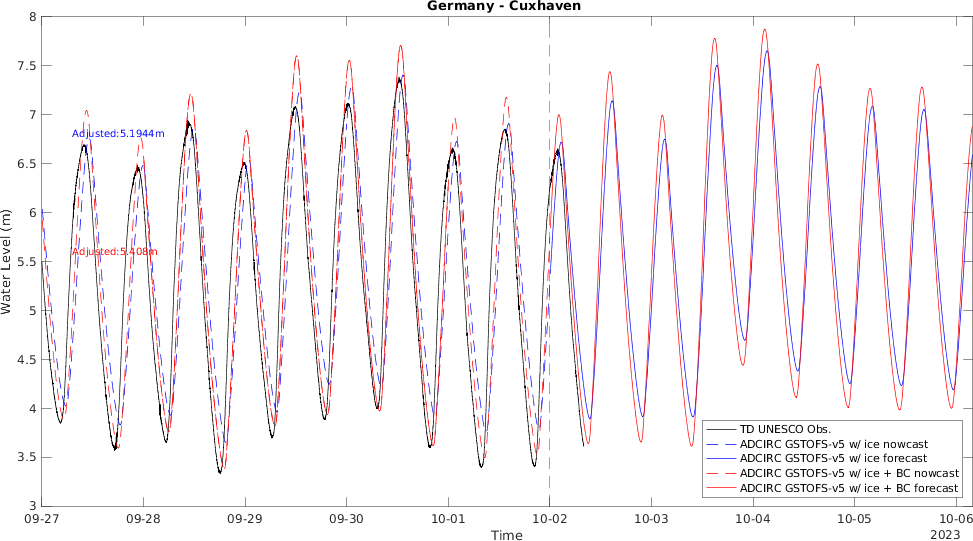 Germany - Cuxhaven
8
7.5
7
6.5
6
5.5
5
4.5
4
3.5
3
Water Level (m)
Adjusted:5.1944m
Adjusted:5.408m
TD UNESCO Obs.
ADCIRC GSTOFS-v5 w/ ice nowcast
ADCIRC GSTOFS-v5 w/ ice forecast
ADCIRC GSTOFS-v5 w/ ice + BC nowcast
ADCIRC GSTOFS-v5 w/ ice + BC forecast
09-27 09-28 09-29 09-30 10-01 10-02 10-03 10-04 10-05 10-06
Time
2023